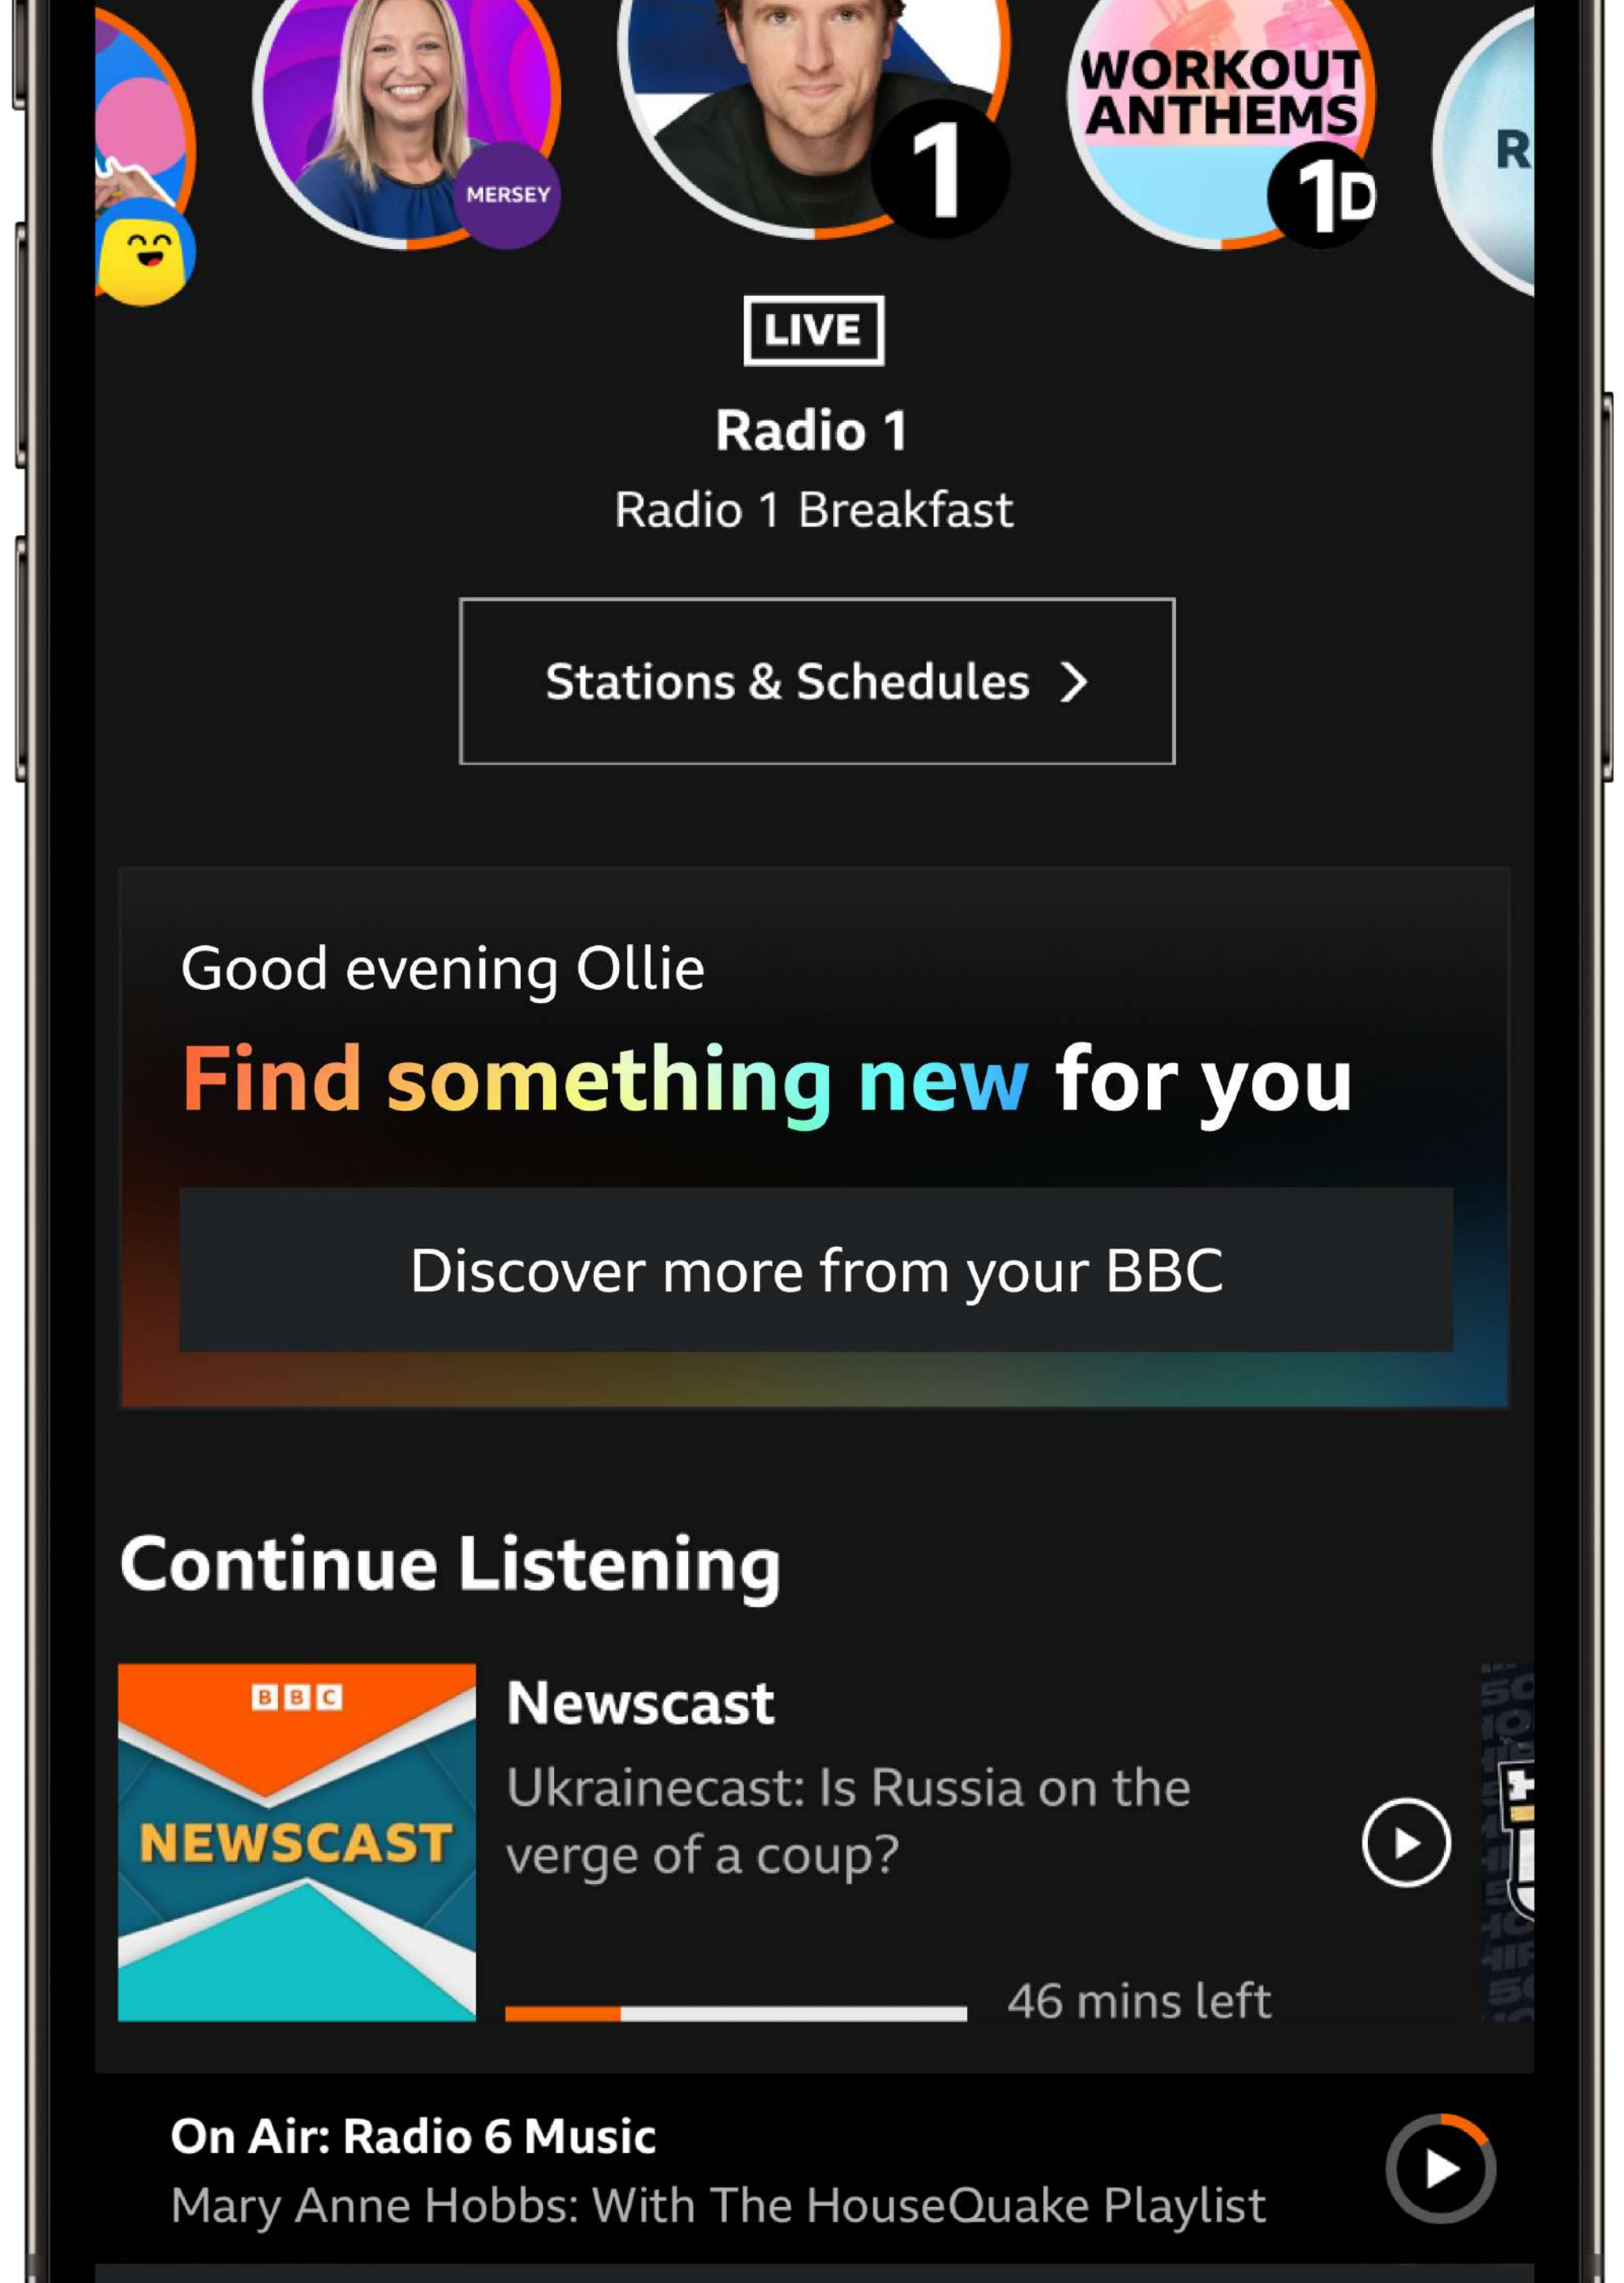 WORKOUT
ANTHEMS
R
MERSEY
1
1D
LIVE
Radio 1
Radio 1 Breakfast
Stations & Schedules
Good evening Ollie
Find something new for you
Discover more from your BBC
Continue Listening
BBC
NEWSCAST
Newscast
Ukrainecast: Is Russia on the
verge of a coup?
46 mins left
On Air: Radio 6 Music
Mary Anne Hobbs: With The HouseQuake Playlist